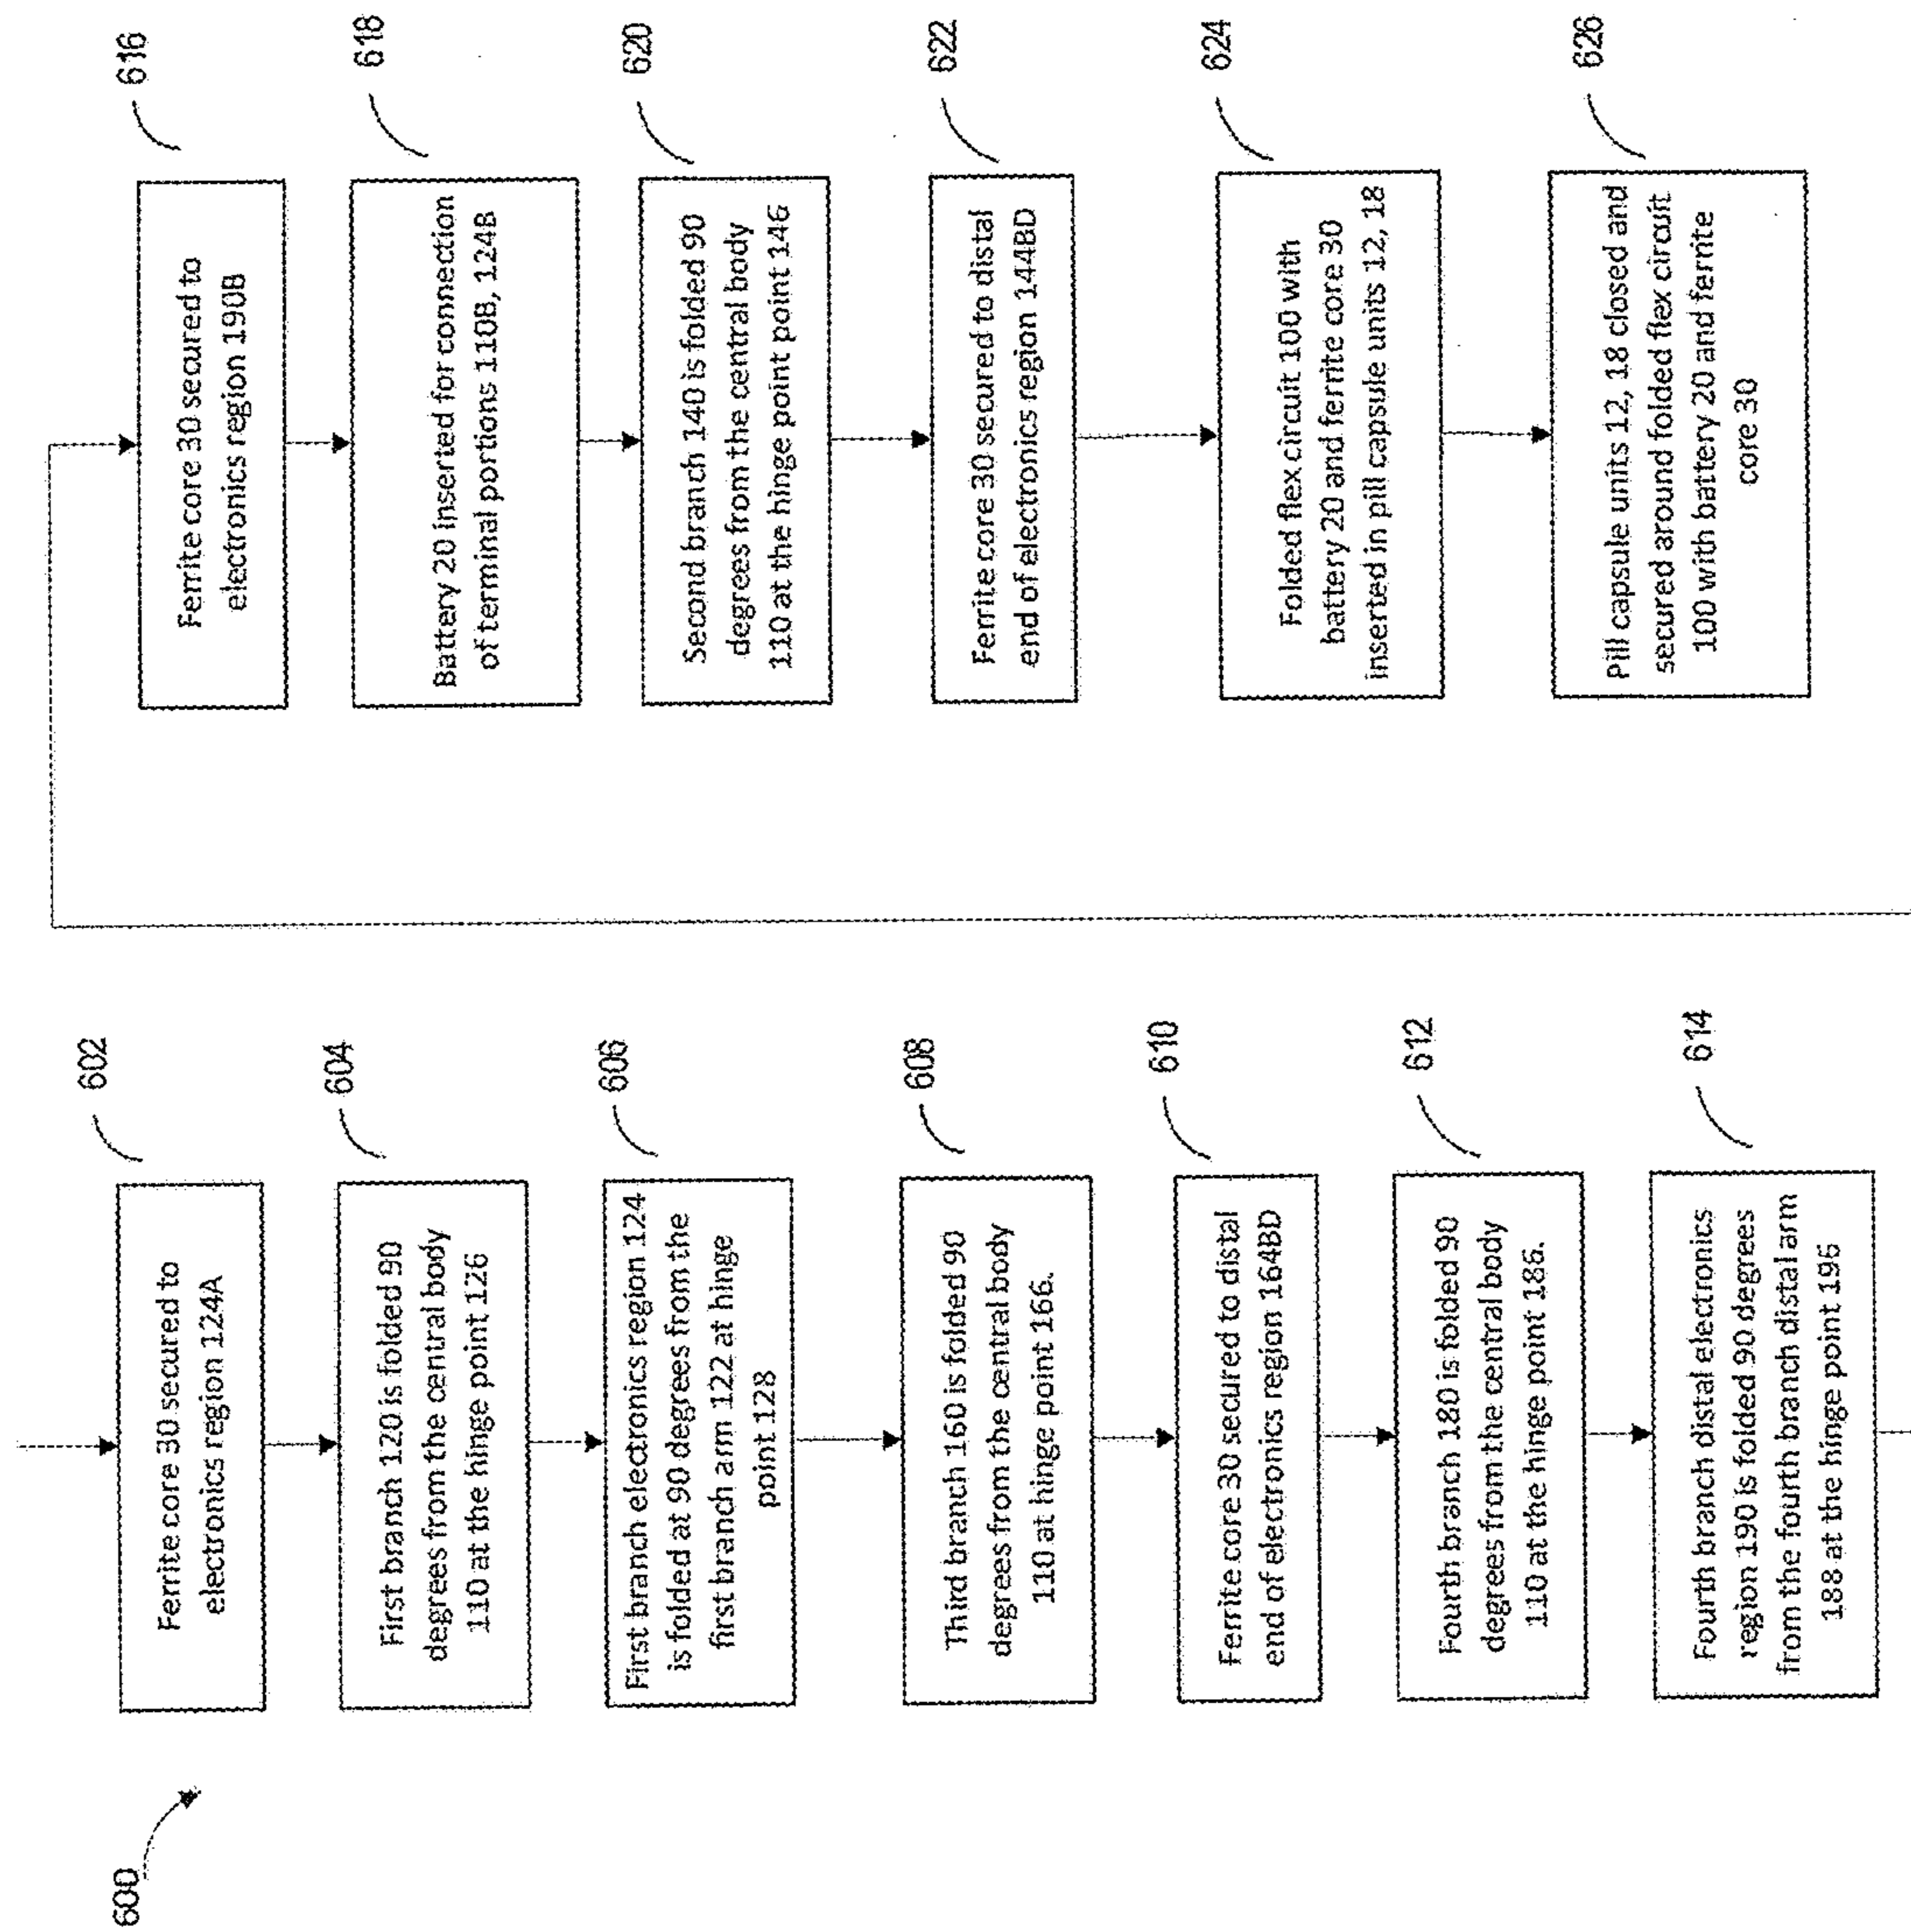 600
602
Ferrite core 30 secured to
electronics region 124A
604
First branch 120 is folded 90
degrees from the central body
110 at the hinge point 126
606
First branch electronics region 124
is folded at 90 degrees from the
first branch arm 122 at hinge
point 128
608
Third branch 160 is folded 90
degrees from the central body
110 at hinge point 166.
610
Ferrite core 30 secured to distal
end of electronics region 164BD
612
Fourth branch 180 is folded 90
degrees from the central body
110 at the hinge point 186.
614
Fourth branch distal electronics
region 190 is folded 90 degrees
from the fourth branch distal arm
188 at the hinge point 196
616
Ferrite core 30 secured to
electronics region 190B
618
Battery 20 inserted for connection
of terminal portions 110B, 124B
620
Second branch 140 is folded 90
degrees from the central body
110 at the hinge point point 146
622
Ferrite core 30 secured to distal
end of electronics region 144BD
624
Folded flex circuit 100 with
battery 20 and ferrite core 30
inserted in pill capsule units 12, 18
626
Pill capsule units 12, 18 closed and
secured around folded flex circuit
100 with battery 20 and ferrite
core 30